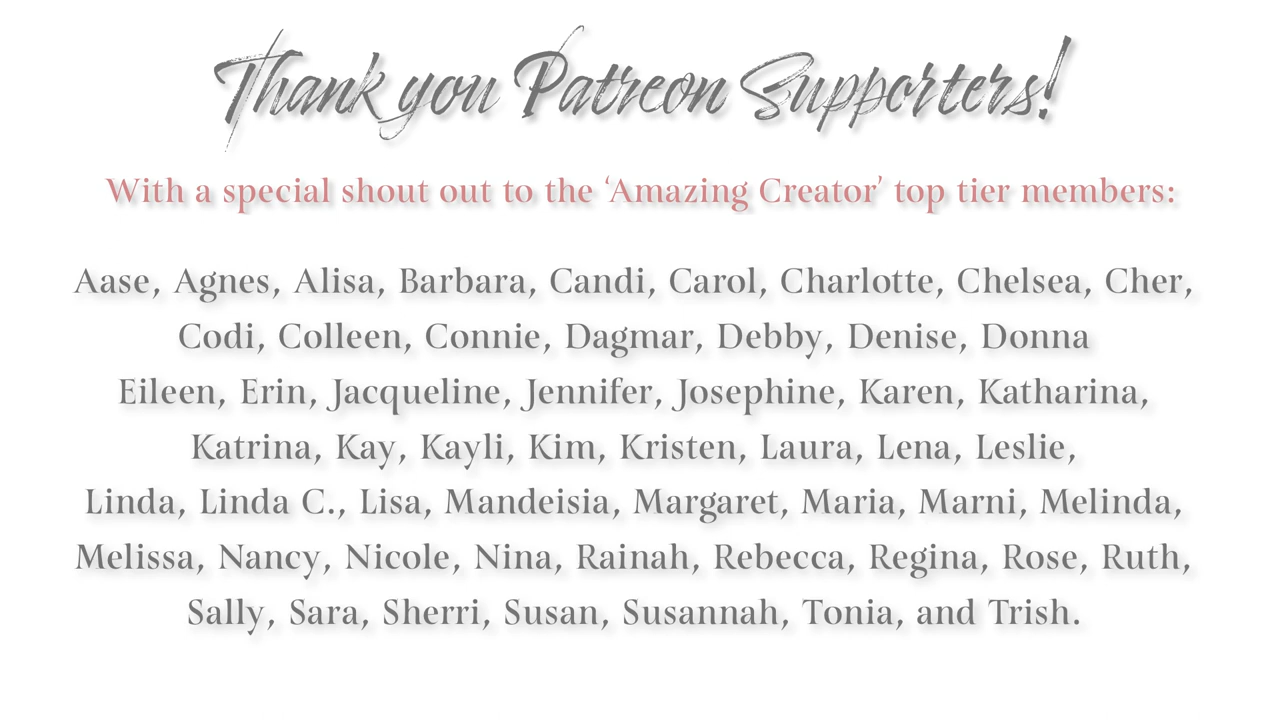 Thank you Patreon Supporters!
With a special shout out to the ‘Amazing Creator’ top tier members:
Aase, Agnes, Alisa, Barbara, Candi, Carol, Charlotte, Chelsea, Cher,
Codi, Colleen, Connie, Dagmar, Debby, Denise, Donna
Eileen, Erin, Jacqueline, Jennifer, Josephine, Karen, Katharina,
Katrina, Kay, Kayli, Kim, Kristen, Laura, Lena, Leslie,
Linda, Linda C., Lisa, Mandeisia, Margaret, Maria, Marni, Melinda,
Melissa, Nancy, Nicole, Nina, Rainah, Rebecca, Regina, Rose, Ruth,
Sally, Sara, Sherri, Susan, Susannah, Tonia, and Trish.